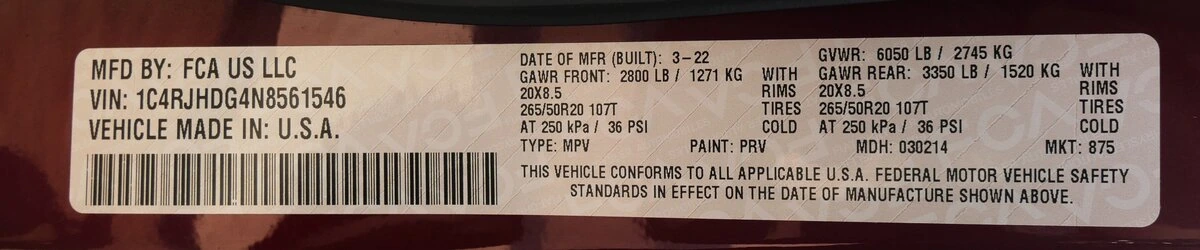 MFD BY: FCA US LLC
VIN: 1C4RJHDG4N8561546
VEHICLE MADE IN: U.S.A.
DATE OF MFR (BUILT): 3-22 GVWR: 6050 LB / 2745 KG
GAWR FRONT: 2800 LB / 1271 KG WITH GAWR REAR: 3350 LB / 1520 KG WITH
20X8.5 RIMS 20X8.5 RIMS
265/50R20 107T TIRES 265/50R20 107T TIRES
AT 250 kPa / 36 PSI COLD AT 250 kPa / 36 PSI COLD
TYPE: MPV PAINT: PRV MDH: 030214 MKT: 875
THIS VEHICLE CONFORMS TO ALL APPLICABLE U.S.A. FEDERAL MOTOR VEHICLE SAFETY
STANDARDS IN EFFECT ON THE DATE OF MANUFACTURE SHOWN ABOVE.